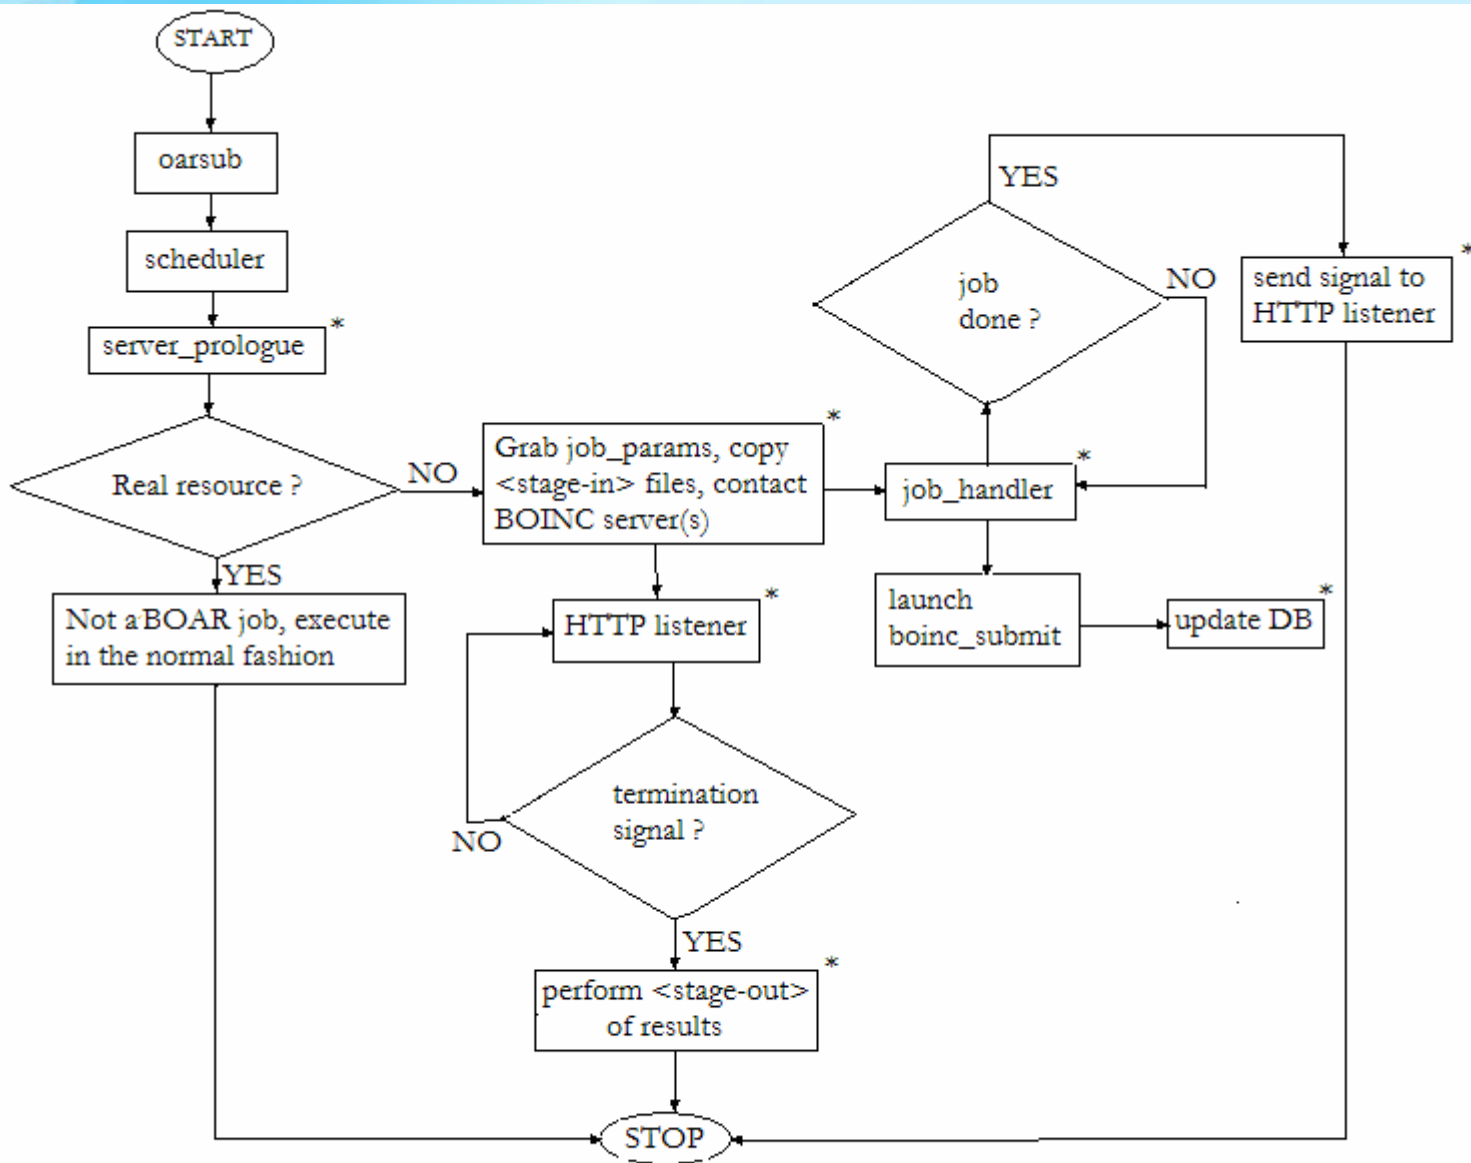 START
oarsub
scheduler
*
server_prologue
Real resource ?
NO
YES
Not a BOAR job, execute
in the normal fashion
*
Grab job_params, copy
<stage-in> files, contact
BOINC server(s)
*
HTTP listener
termination
signal ?
NO
YES
*
perform <stage-out>
of results
STOP
*
job_handler
launch
boinc_submit
*
update DB
job
done ?
YES
NO
*
send signal to
HTTP listener